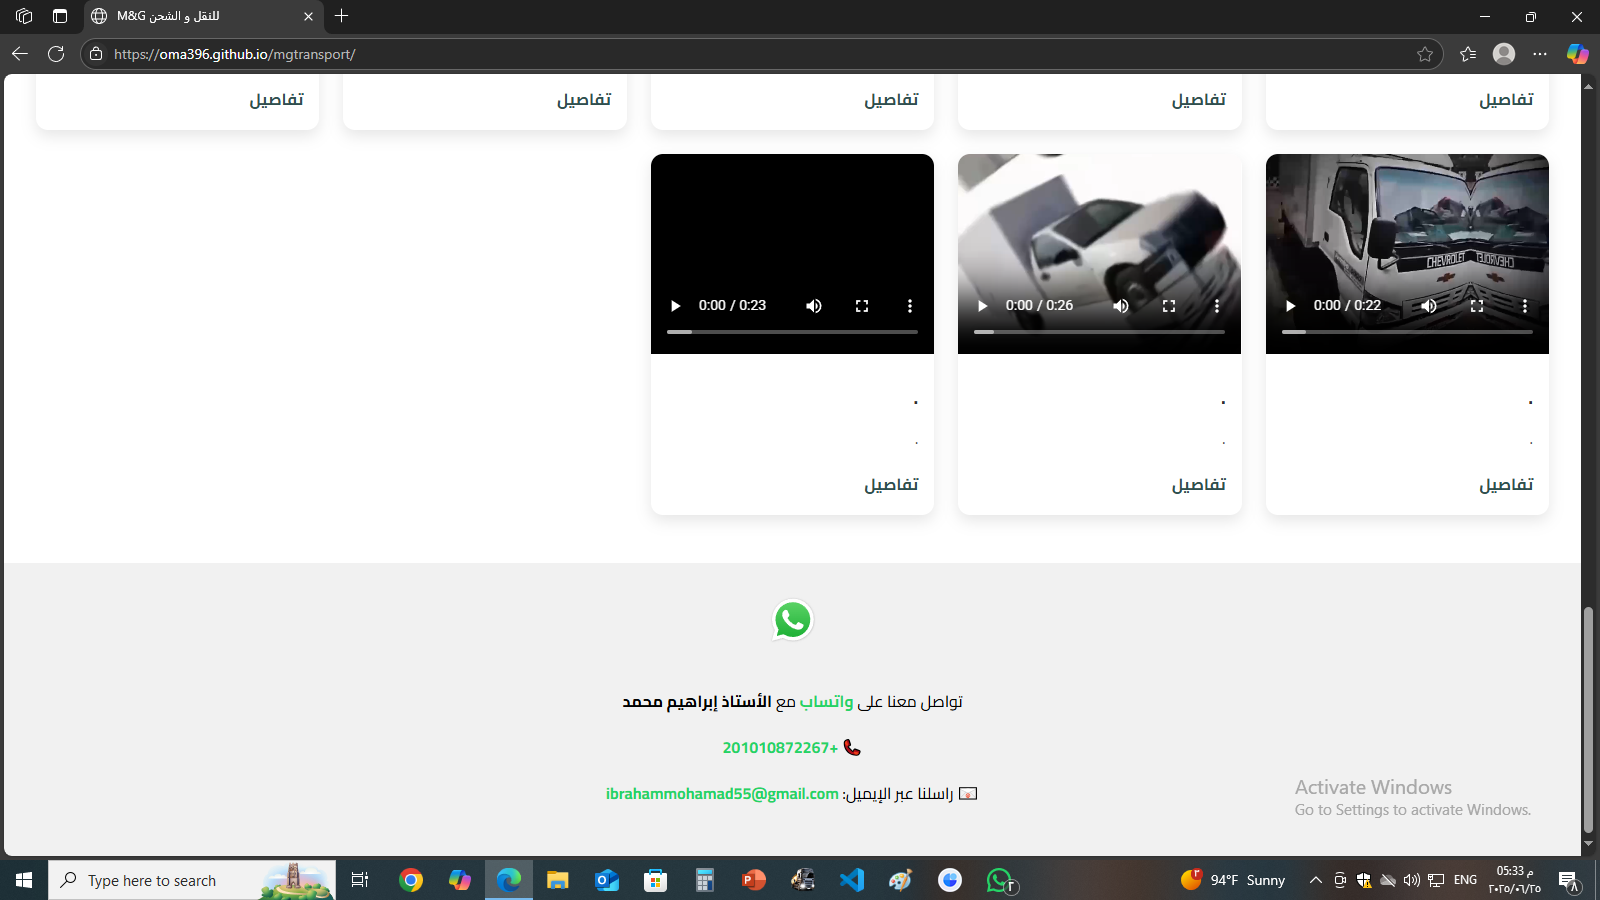 M&G للنقل و الشحن
https://oma396.github.io/mgtransport/
تفاصيل
تفاصيل
تفاصيل
تفاصيل
تفاصيل
CHEVROLET
0:00 / 0:22
0:00 / 0:26
0:00 / 0:23
.
.
.
.
.
.
تفاصيل
تفاصيل
تفاصيل
تواصل معنا على واتساب مع الأستاذ إبراهيم محمد
201010872267+
راسلنا عبر الإيميل: ibrahammohamad55@gmail.com
Activate Windows
Go to Settings to activate Windows.
Type here to search
94°F Sunny
ENG
05:33 م
٢٠٢٥/٠٦/٢٥